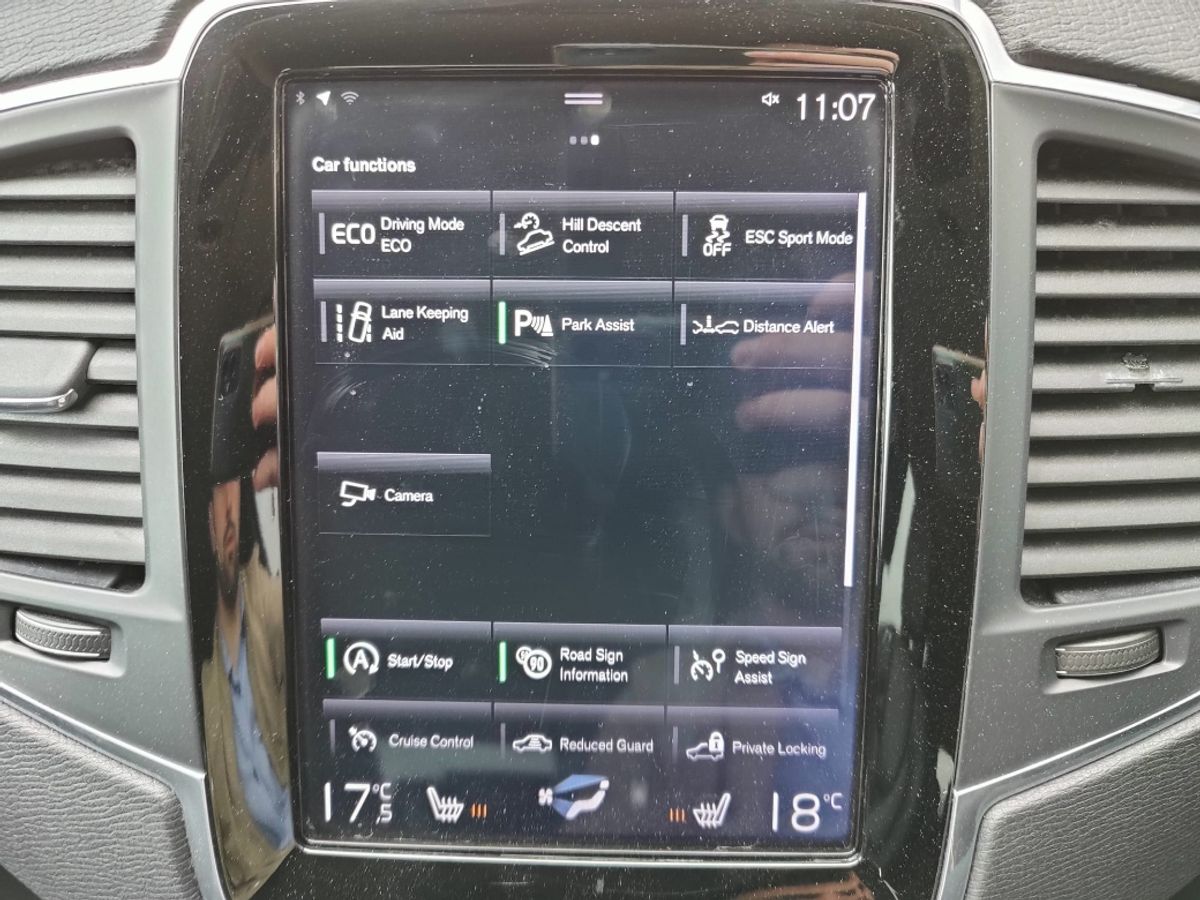 11:07
Car functions
ECO Driving Mode
ECO
Hill Descent
Control
OFF ESC Sport Mode
Lane Keeping
Aid
P Park Assist
Distance Alert
Camera
A Start/Stop
90 Road Sign
Information
Speed Sign
Assist
Cruise Control
Reduced Guard
Private Locking
17,5°C
18°C